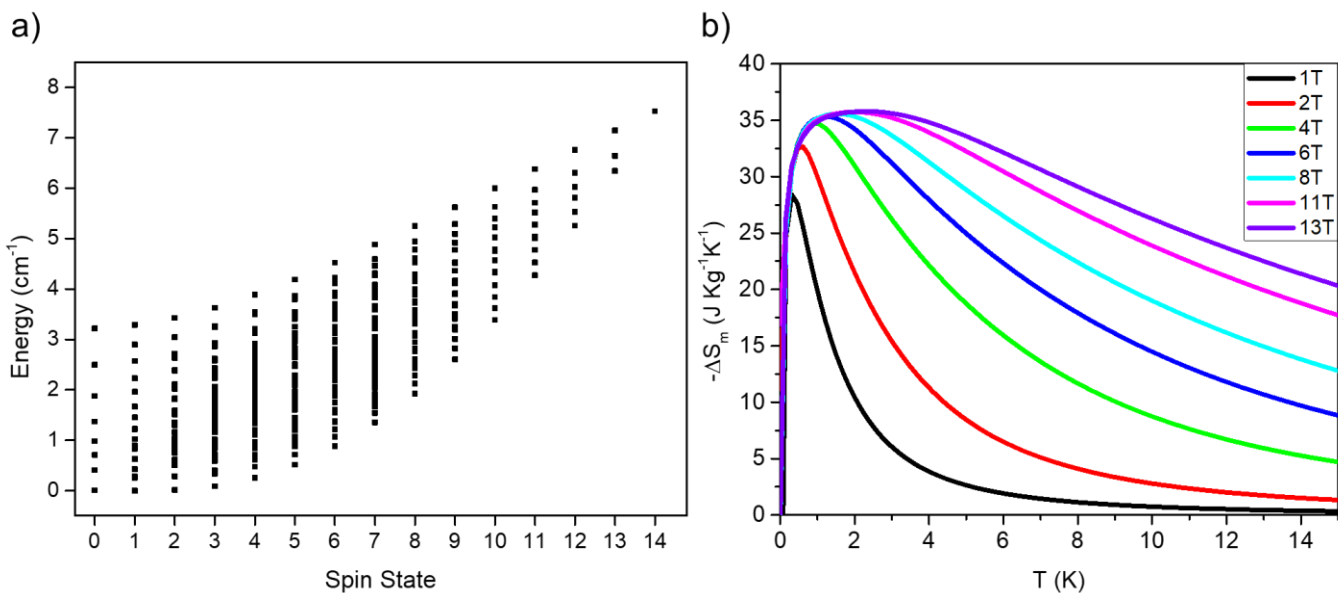 a)
Energy (cm⁻¹)
8
7
6
5
4
3
2
1
0
0 1 2 3 4 5 6 7 8 9 10 11 12 13 14
Spin State
b)
-ΔSₘ (J Kg⁻¹K⁻¹)
40
35
30
25
20
15
10
5
0
0 2 4 6 8 10 12 14
T (K)
1T
2T
4T
6T
8T
11T
13T